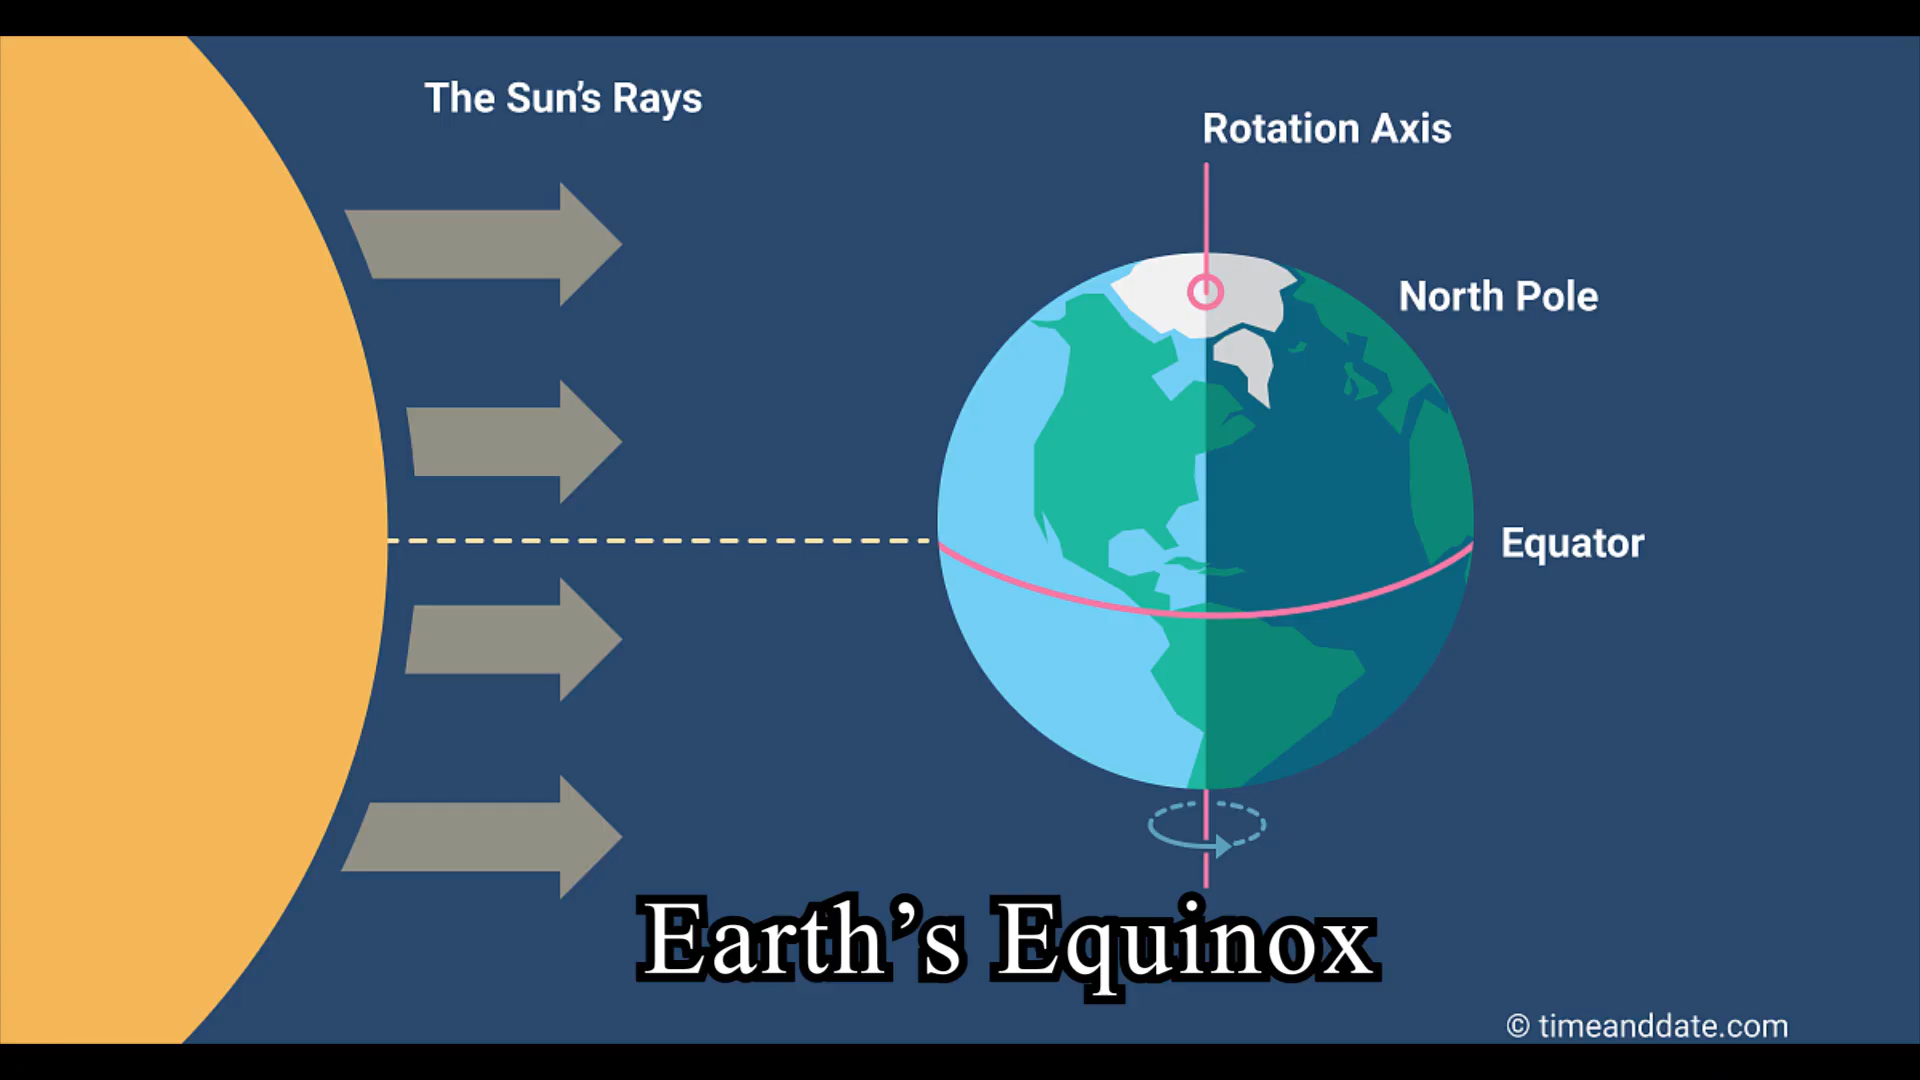 The Sun's Rays
Rotation Axis
North Pole
Equator
Earth’s Equinox
© timeanddate.com